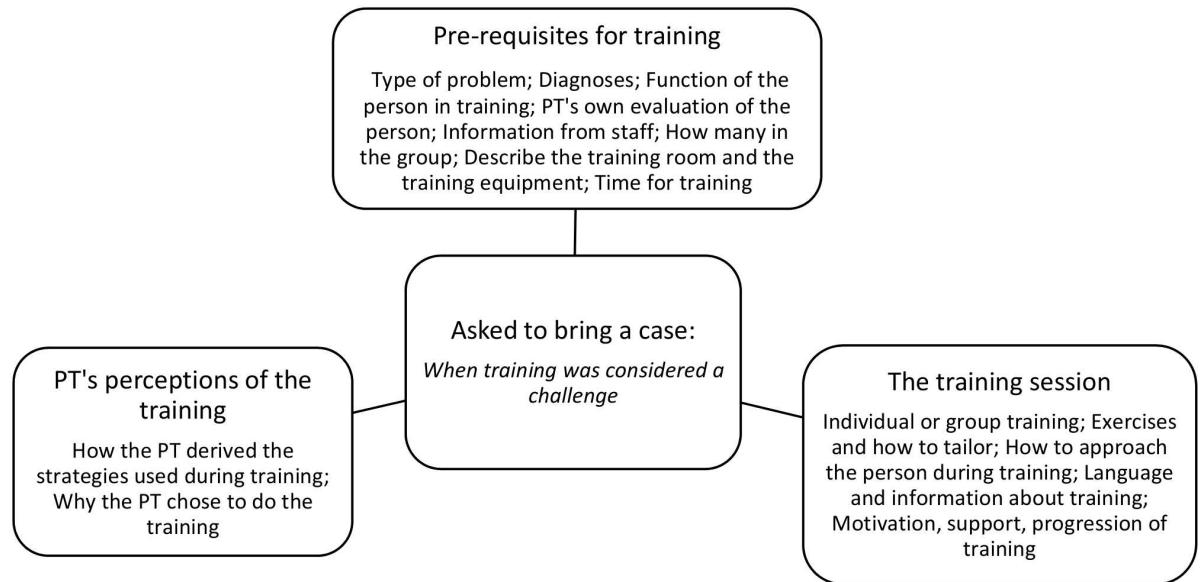 Pre-requisites for training
Type of problem; Diagnoses; Function of the
person in training; PT's own evaluation of the
person; Information from staff; How many in
the group; Describe the training room and the
training equipment; Time for training
Asked to bring a case:
When training was considered a
challenge
PT's perceptions of the
training
How the PT derived the
strategies used during training;
Why the PT chose to do the
training
The training session
Individual or group training; Exercises
and how to tailor; How to approach
the person during training; Language
and information about training;
Motivation, support, progression of
training